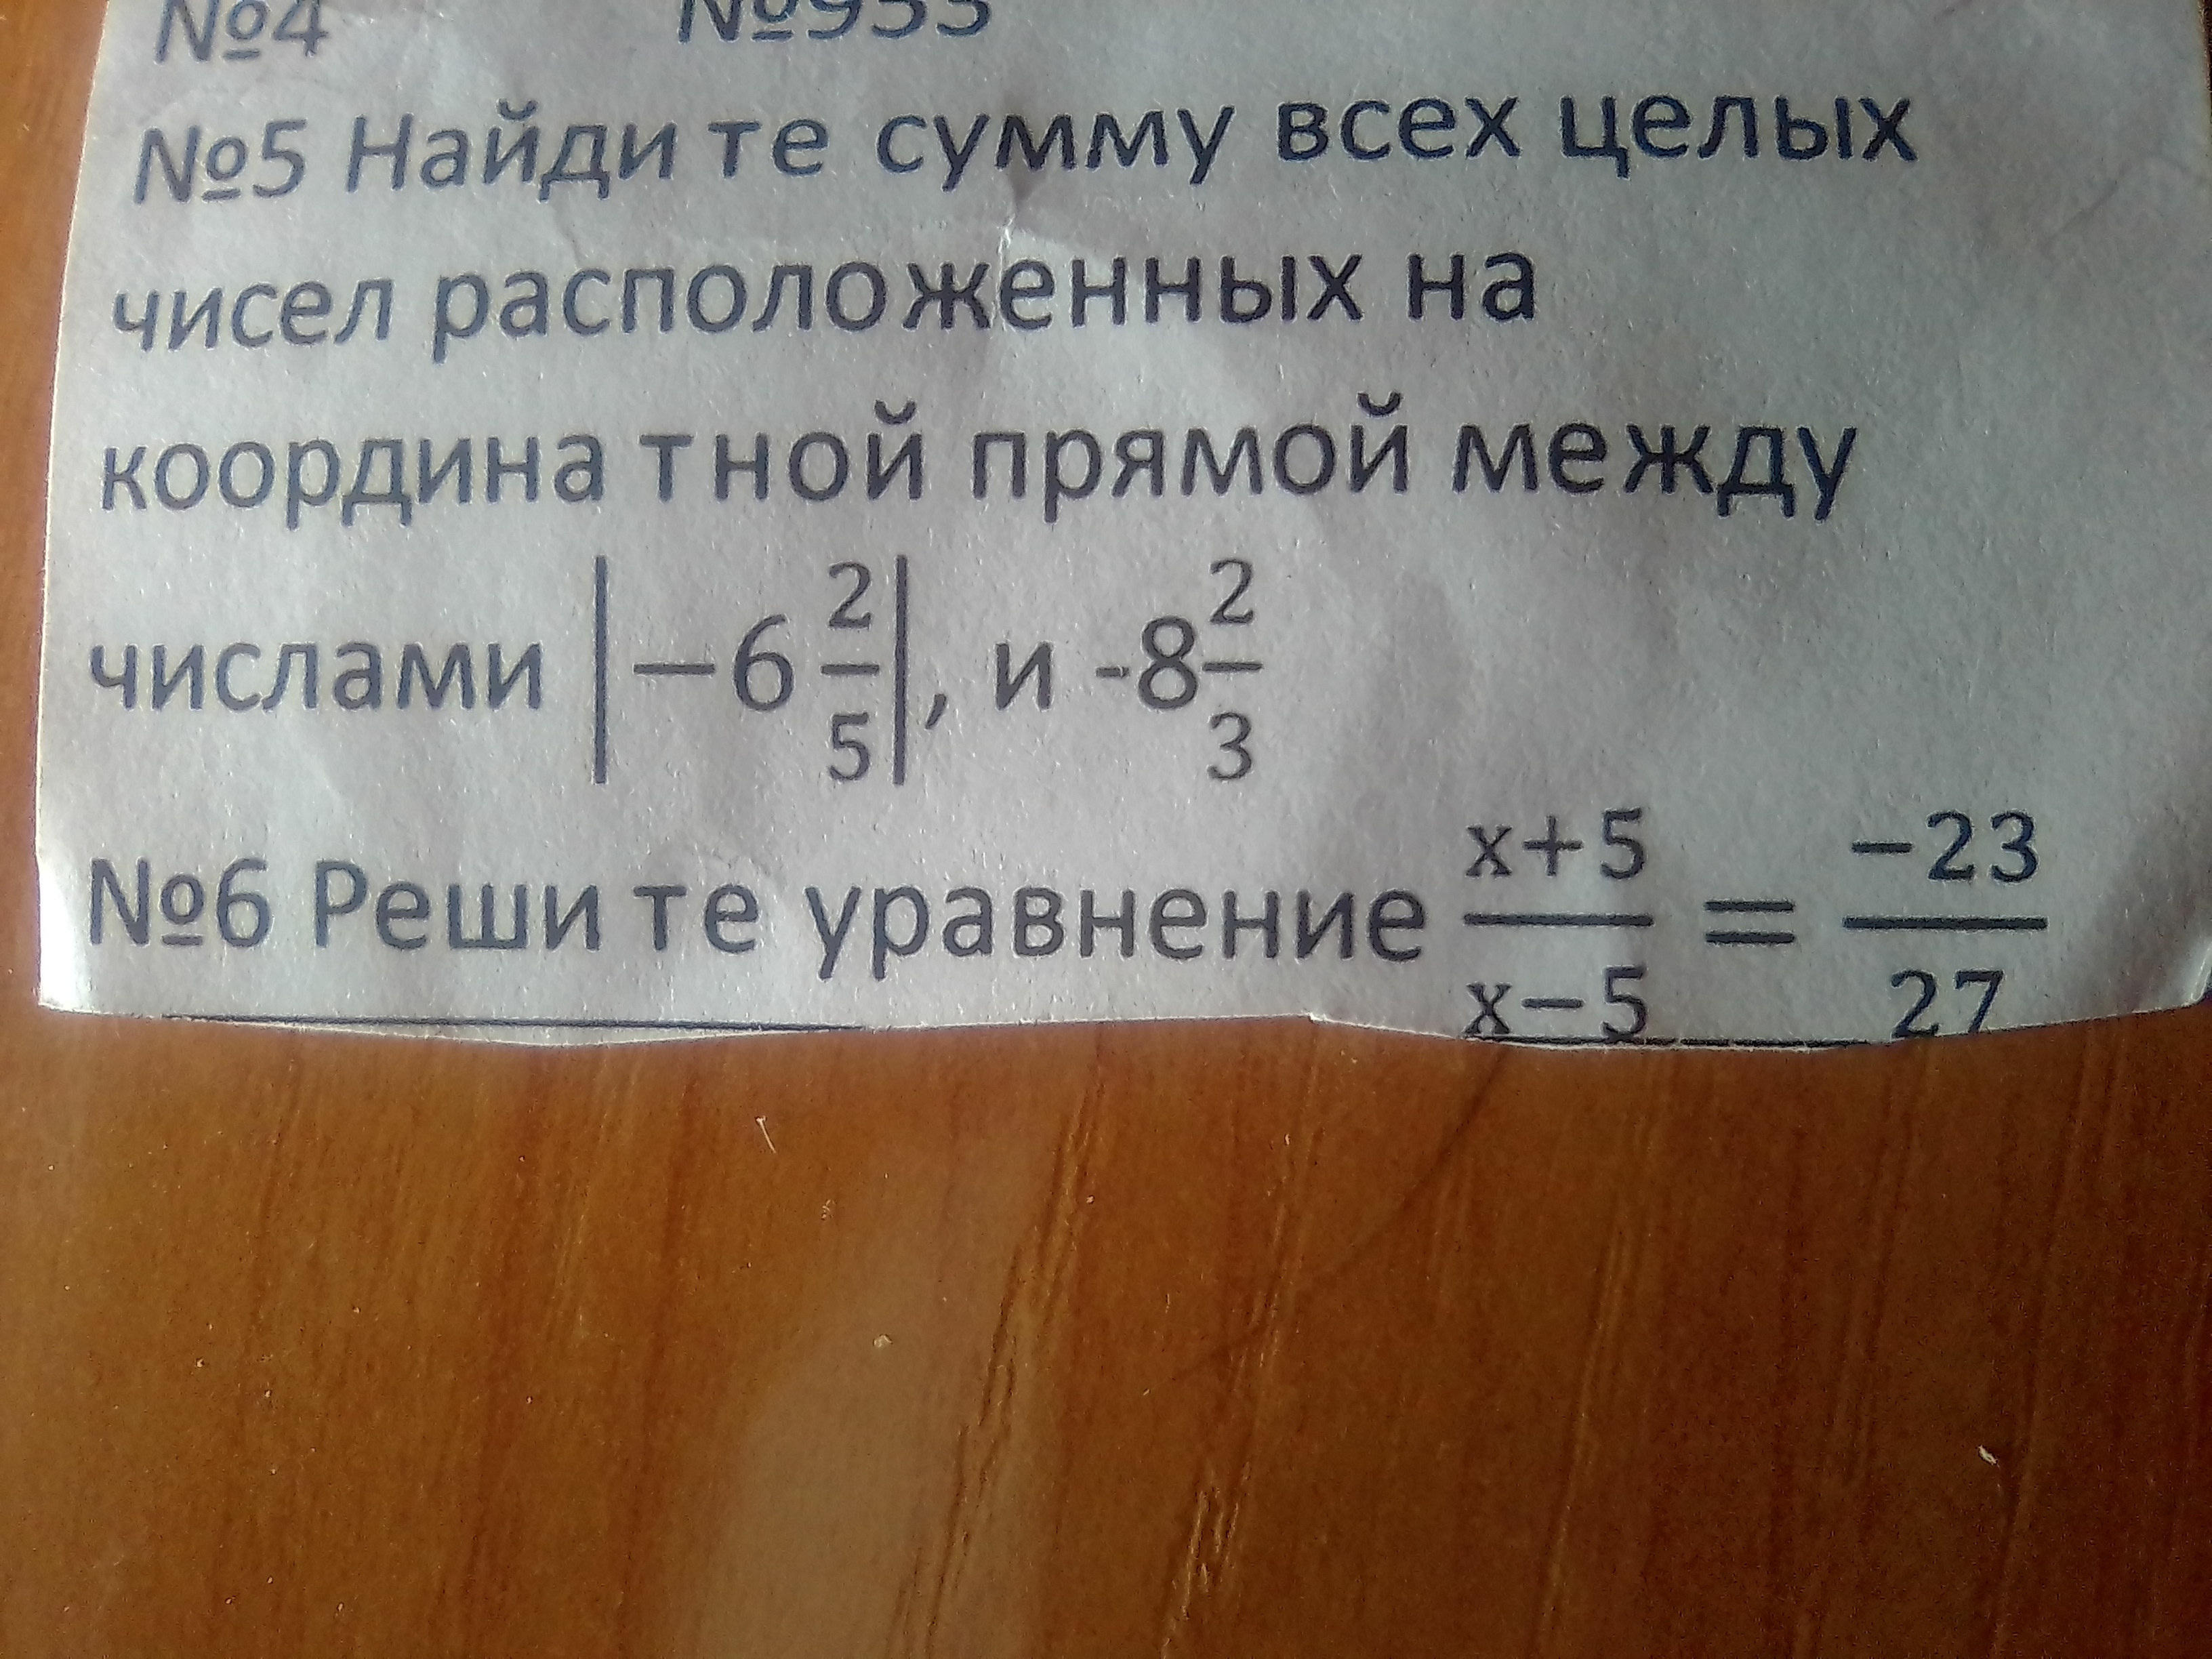 №4 №933
№5 Найди те сумму всех целых
чисел расположенных на
координа тной прямой между
числами |−6 2/5|, и -8 2/3
№6 Реши те уравнение x+5/x−5 = −23/27